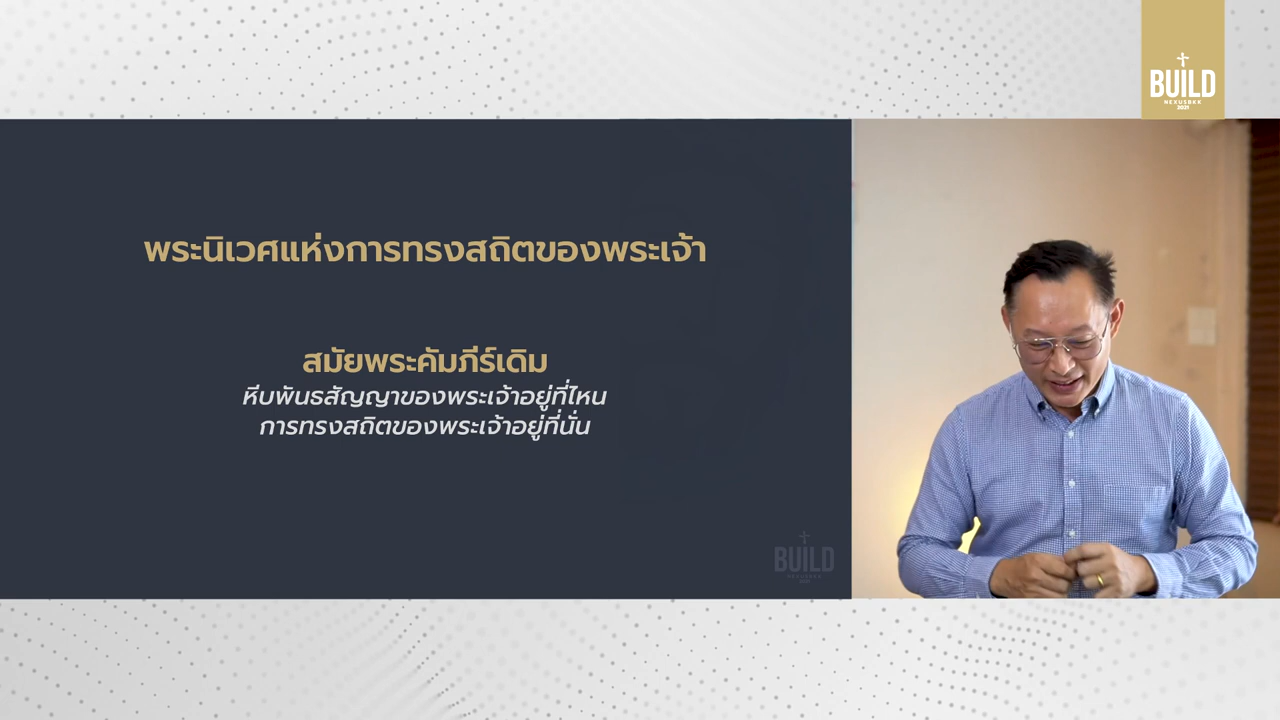 BUILD
NEXUSBKK
2021
พระนิเวศแห่งการทรงสถิตของพระเจ้า
สมัยพระคัมภีร์เดิม
หีบพันธสัญญาของพระเจ้าอยู่ที่ไหน
การทรงสถิตของพระเจ้าอยู่ที่นั่น
BUILD
NEXUSBKK
2021